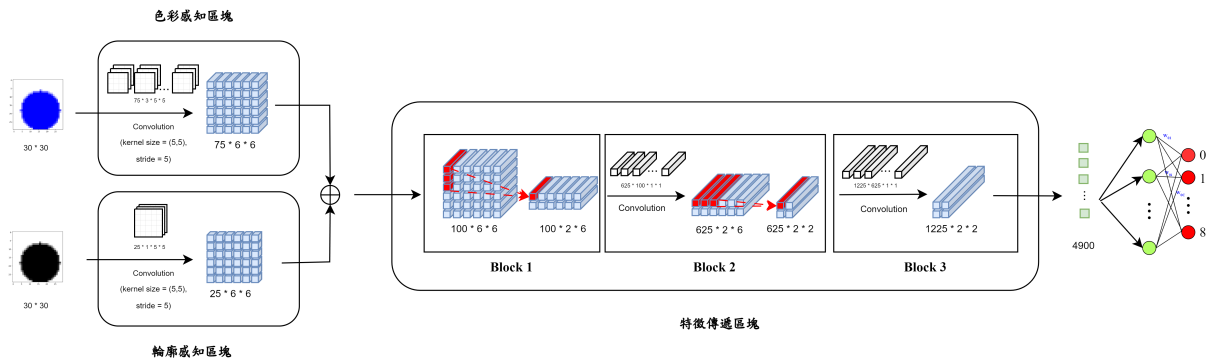 色彩感知區塊
75 * 3 * 5 * 5
Convolution
(kernel size = (5,5),
stride = 5)
75 * 6 * 6
30 * 30
25 * 1 * 5 * 5
Convolution
(kernel size = (5,5),
stride = 5)
25 * 6 * 6
30 * 30
輪廓感知區塊
100 * 6 * 6
100 * 2 * 6
Block 1
625 * 100 * 1 * 1
Convolution
625 * 2 * 6
625 * 2 * 2
Block 2
1225 * 625 * 1 * 1
Convolution
1225 * 2 * 2
Block 3
特徵傳遞區塊
4900
0
1
8